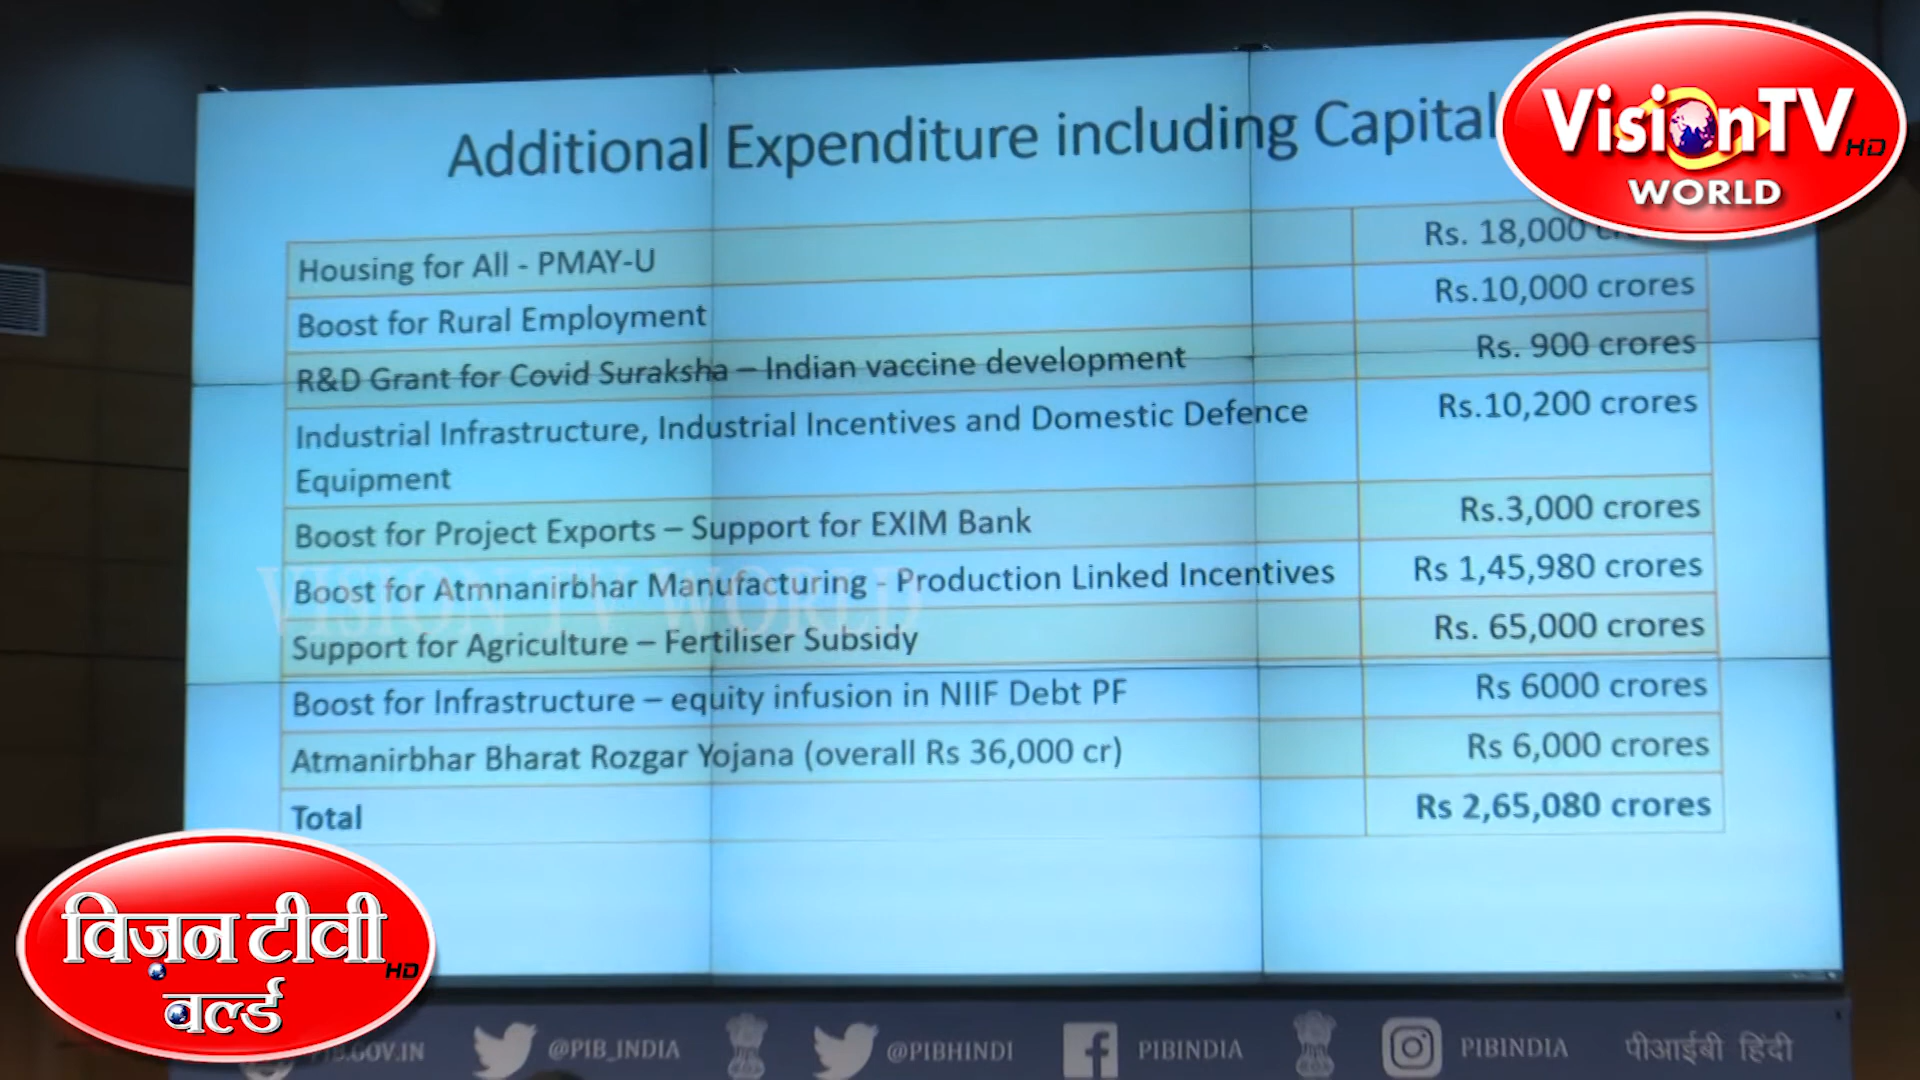 VisionTV HD
WORLD
Additional Expenditure including Capital
Housing for All - PMAY-U Rs. 18,000
Boost for Rural Employment Rs.10,000 crores
R&D Grant for Covid Suraksha – Indian vaccine development Rs. 900 crores
Industrial Infrastructure, Industrial Incentives and Domestic Defence Rs.10,200 crores
Equipment
Boost for Project Exports – Support for EXIM Bank Rs.3,000 crores
Boost for Atmnanirbhar Manufacturing - Production Linked Incentives Rs 1,45,980 crores
VISION TV WORLD
Support for Agriculture – Fertiliser Subsidy Rs. 65,000 crores
Boost for Infrastructure – equity infusion in NIIF Debt PF Rs 6000 crores
Atmanirbhar Bharat Rozgar Yojana (overall Rs 36,000 cr) Rs 6,000 crores
Total Rs 2,65,080 crores
विज़न टीवी HD
वर्ल्ड
@PIB_INDIA @PIBHINDI PIBINDIA PIBINDIA पीआईबी हिंदी